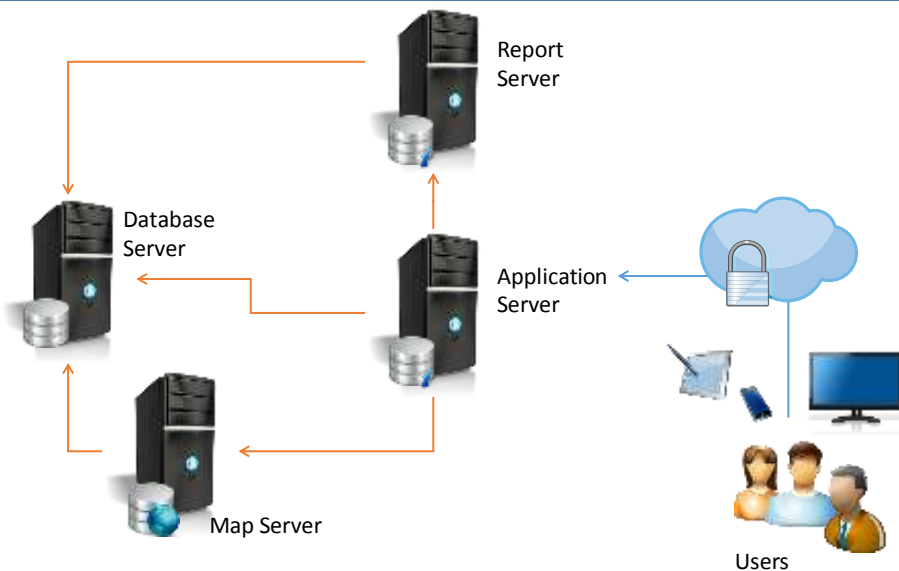 Report
Server
Database
Server
Application
Server
Map Server
Users